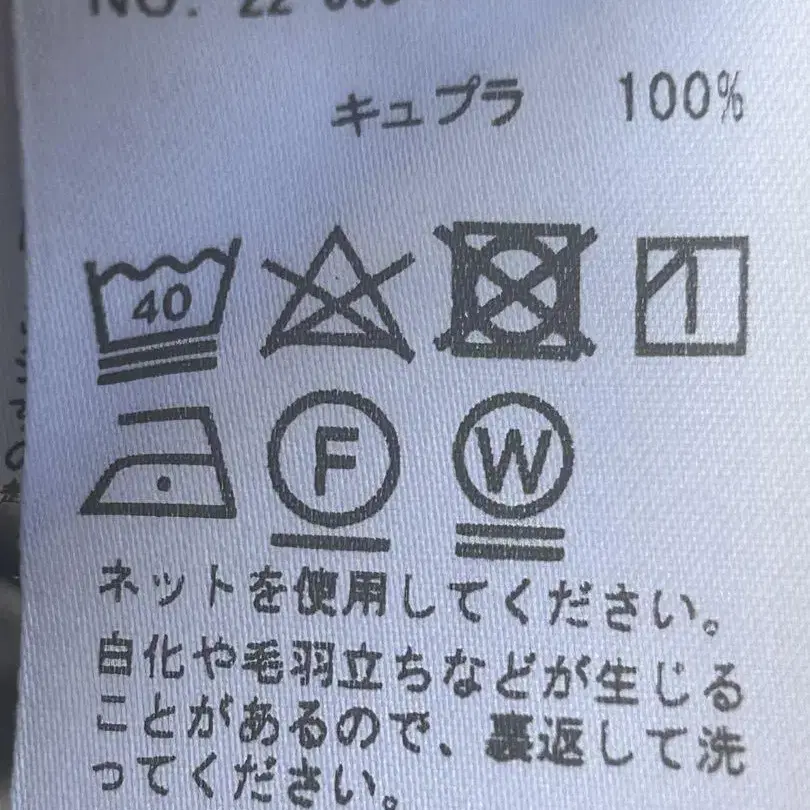 キュプラ 100%
40
F W
ネットを使用してください。
白化や毛羽立ちなどが生じる
ことがあるので、裏返して洗
ってください。